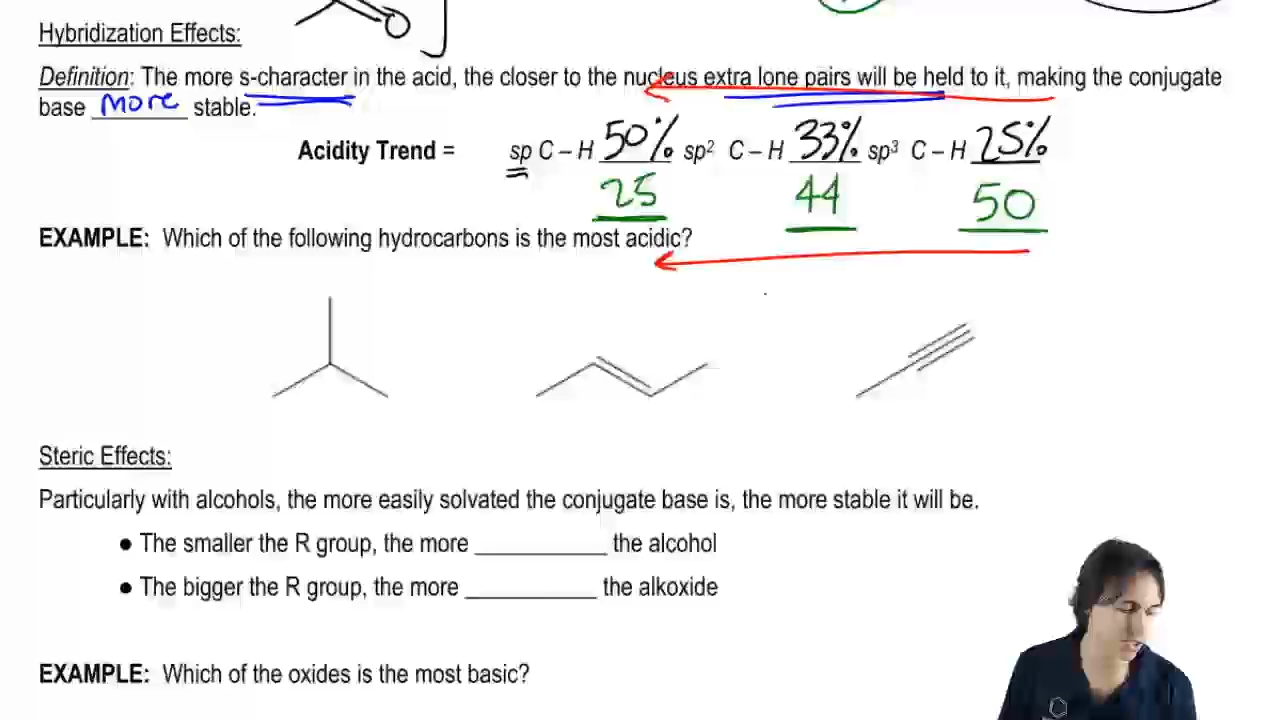 Hybridization Effects:
Definition: The more s-character in the acid, the closer to the nucleus extra lone pairs will be held to it, making the conjugate
base more stable.
Acidity Trend = sp C – H 50% sp² C – H 33% sp³ C – H 25%
25 44 50
EXAMPLE: Which of the following hydrocarbons is the most acidic?
Steric Effects:
Particularly with alcohols, the more easily solvated the conjugate base is, the more stable it will be.
● The smaller the R group, the more __________ the alcohol
● The bigger the R group, the more __________ the alkoxide
EXAMPLE: Which of the oxides is the most basic?